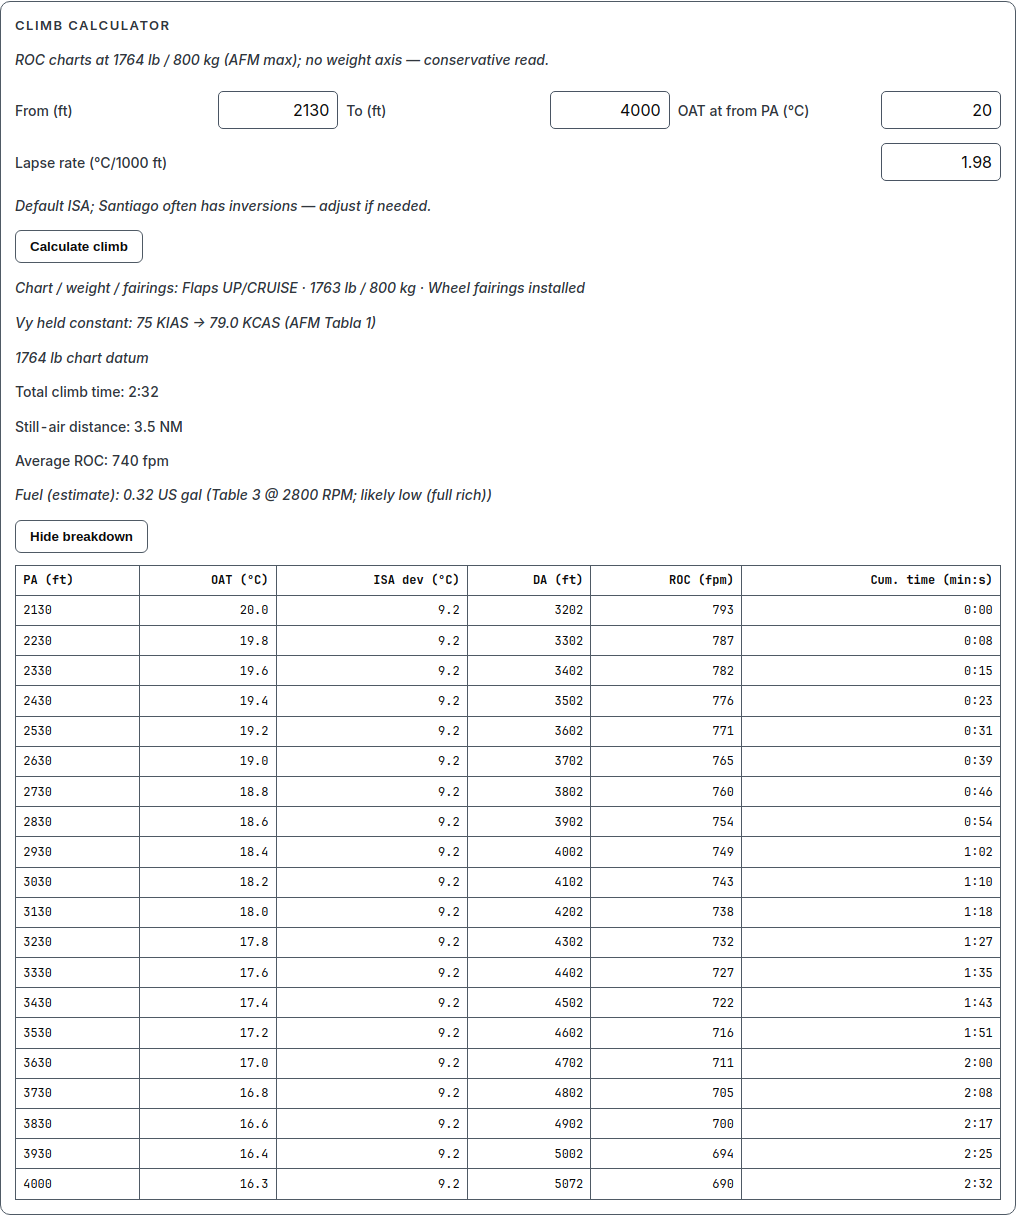 CLIMB CALCULATOR
ROC charts at 1764 lb / 800 kg (AFM max); no weight axis — conservative read.
From (ft) 2130 To (ft) 4000 OAT at from PA (°C) 20
Lapse rate (°C/1000 ft) 1.98
Default ISA; Santiago often has inversions — adjust if needed.
Calculate climb
Chart / weight / fairings: Flaps UP/CRUISE · 1763 lb / 800 kg · Wheel fairings installed
Vy held constant: 75 KIAS → 79.0 KCAS (AFM Tabla 1)
1764 lb chart datum
Total climb time: 2:32
Still-air distance: 3.5 NM
Average ROC: 740 fpm
Fuel (estimate): 0.32 US gal (Table 3 @ 2800 RPM; likely low (full rich))
Hide breakdown
PA (ft) OAT (°C) ISA dev (°C) DA (ft) ROC (fpm) Cum. time (min:s)
2130 20.0 9.2 3202 793 0:00
2230 19.8 9.2 3302 787 0:08
2330 19.6 9.2 3402 782 0:15
2430 19.4 9.2 3502 776 0:23
2530 19.2 9.2 3602 771 0:31
2630 19.0 9.2 3702 765 0:39
2730 18.8 9.2 3802 760 0:46
2830 18.6 9.2 3902 754 0:54
2930 18.4 9.2 4002 749 1:02
3030 18.2 9.2 4102 743 1:10
3130 18.0 9.2 4202 738 1:18
3230 17.8 9.2 4302 732 1:27
3330 17.6 9.2 4402 727 1:35
3430 17.4 9.2 4502 722 1:43
3530 17.2 9.2 4602 716 1:51
3630 17.0 9.2 4702 711 2:00
3730 16.8 9.2 4802 705 2:08
3830 16.6 9.2 4902 700 2:17
3930 16.4 9.2 5002 694 2:25
4000 16.3 9.2 5072 690 2:32